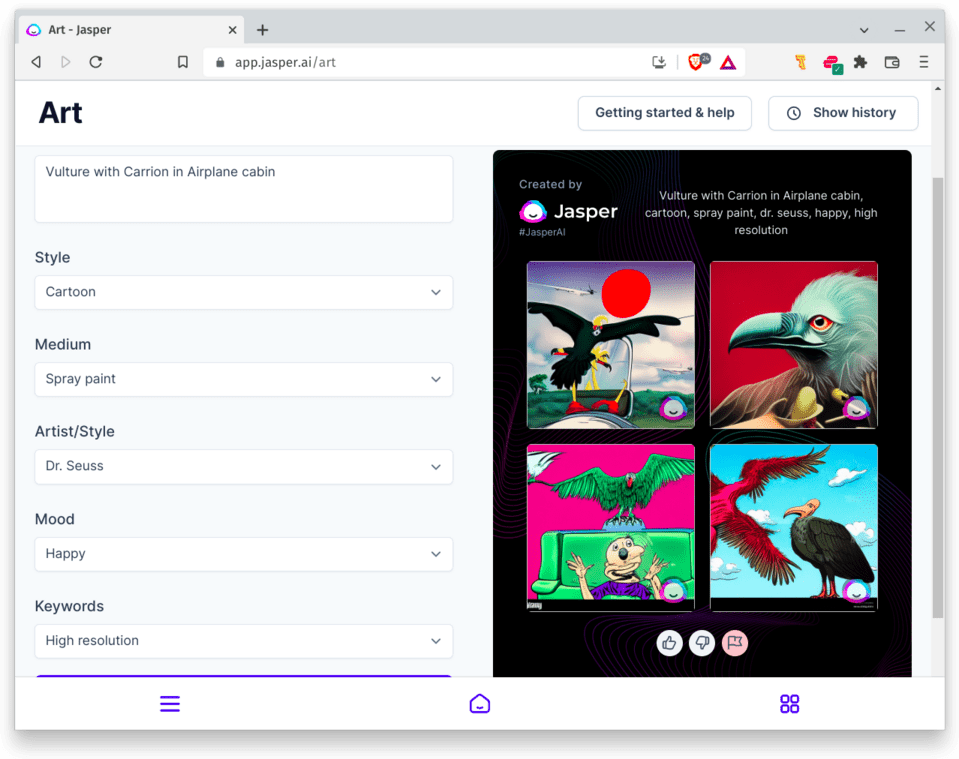 Art - Jasper
app.jasper.ai/art
24
Art
Getting started & help
Show history
Vulture with Carrion in Airplane cabin
Style
Cartoon
Medium
Spray paint
Artist/Style
Dr. Seuss
Mood
Happy
Keywords
High resolution
Created by
Jasper
#JasperAI
Vulture with Carrion in Airplane cabin,
cartoon, spray paint, dr. seuss, happy, high
resolution